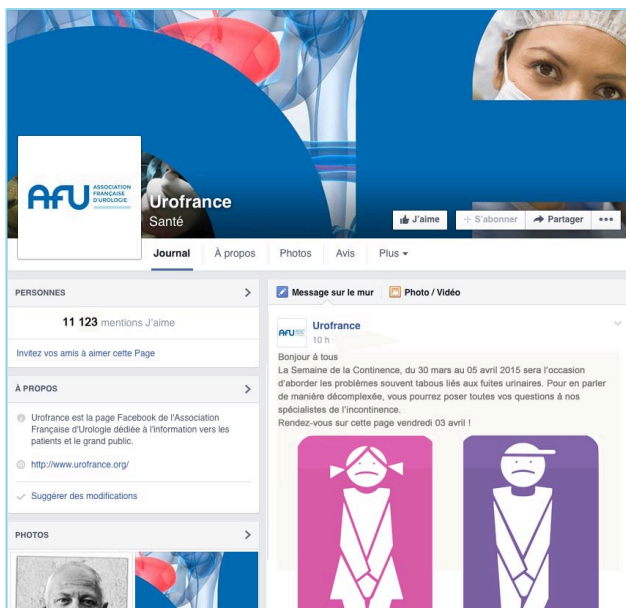 AFU ASSOCIATION
FRANÇAISE
D'UROLOGIE
Urofrance
Santé
J'aime
S'abonner
Partager
Journal
À propos
Photos
Avis
Plus
PERSONNES
11 123 mentions J'aime
Invitez vos amis à aimer cette Page
À PROPOS
Urofrance est la page Facebook de l'Association
Française d'Urologie dédiée à l'information vers les
patients et le grand public.
http://www.urofrance.org/
Suggérer des modifications
PHOTOS
Message sur le mur
Photo / Vidéo
AFU
Urofrance
10 h
Bonjour à tous
La Semaine de la Continence, du 30 mars au 05 avril 2015 sera l'occasion
d'aborder les problèmes souvent tabous liés aux fuites urinaires. Pour en parler
de manière décomplexée, vous pourrez poser toutes vos questions à nos
spécialistes de l'incontinence.
Rendez-vous sur cette page vendredi 03 avril !